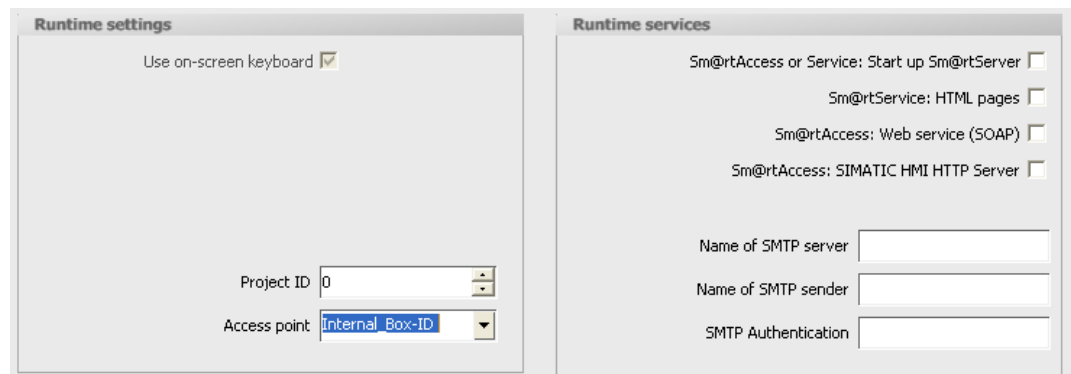 Runtime settings
Use on-screen keyboard
Project ID 0
Access point Internal_Box-ID
Runtime services
Sm@rtAccess or Service: Start up Sm@rtServer
Sm@rtService: HTML pages
Sm@rtAccess: Web service (SOAP)
Sm@rtAccess: SIMATIC HMI HTTP Server
Name of SMTP server
Name of SMTP sender
SMTP Authentication